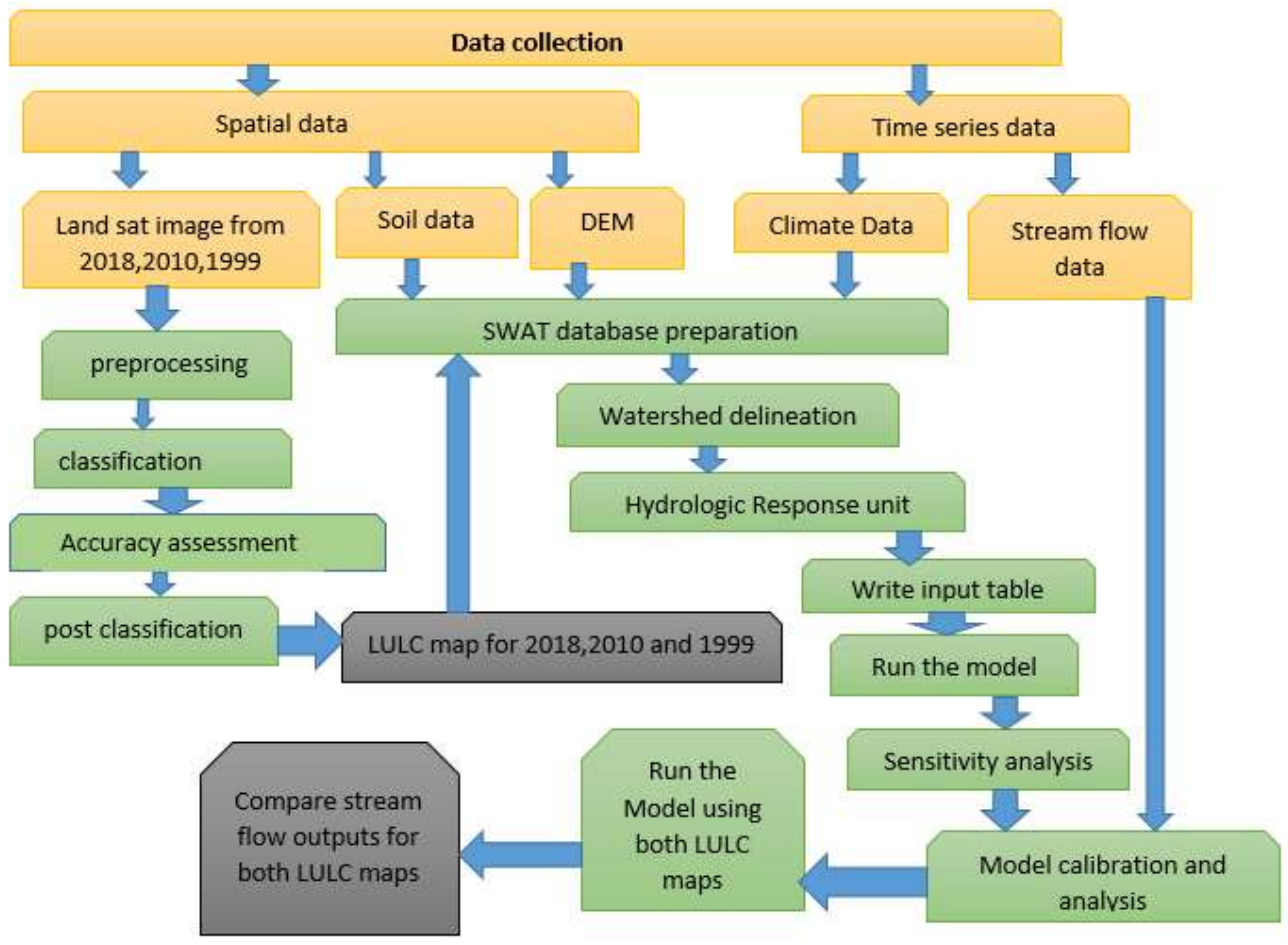 Data collection
Spatial data
Time series data
Land sat image from
2018,2010,1999
Soil data
DEM
Climate Data
Stream flow
data
preprocessing
SWAT database preparation
classification
Watershed delineation
Accuracy assessment
Hydrologic Response unit
post classification
LULC map for 2018,2010 and 1999
Write input table
Run the model
Sensitivity analysis
Model calibration and
analysis
Run the
Model using
both LULC
maps
Compare stream
flow outputs for
both LULC maps